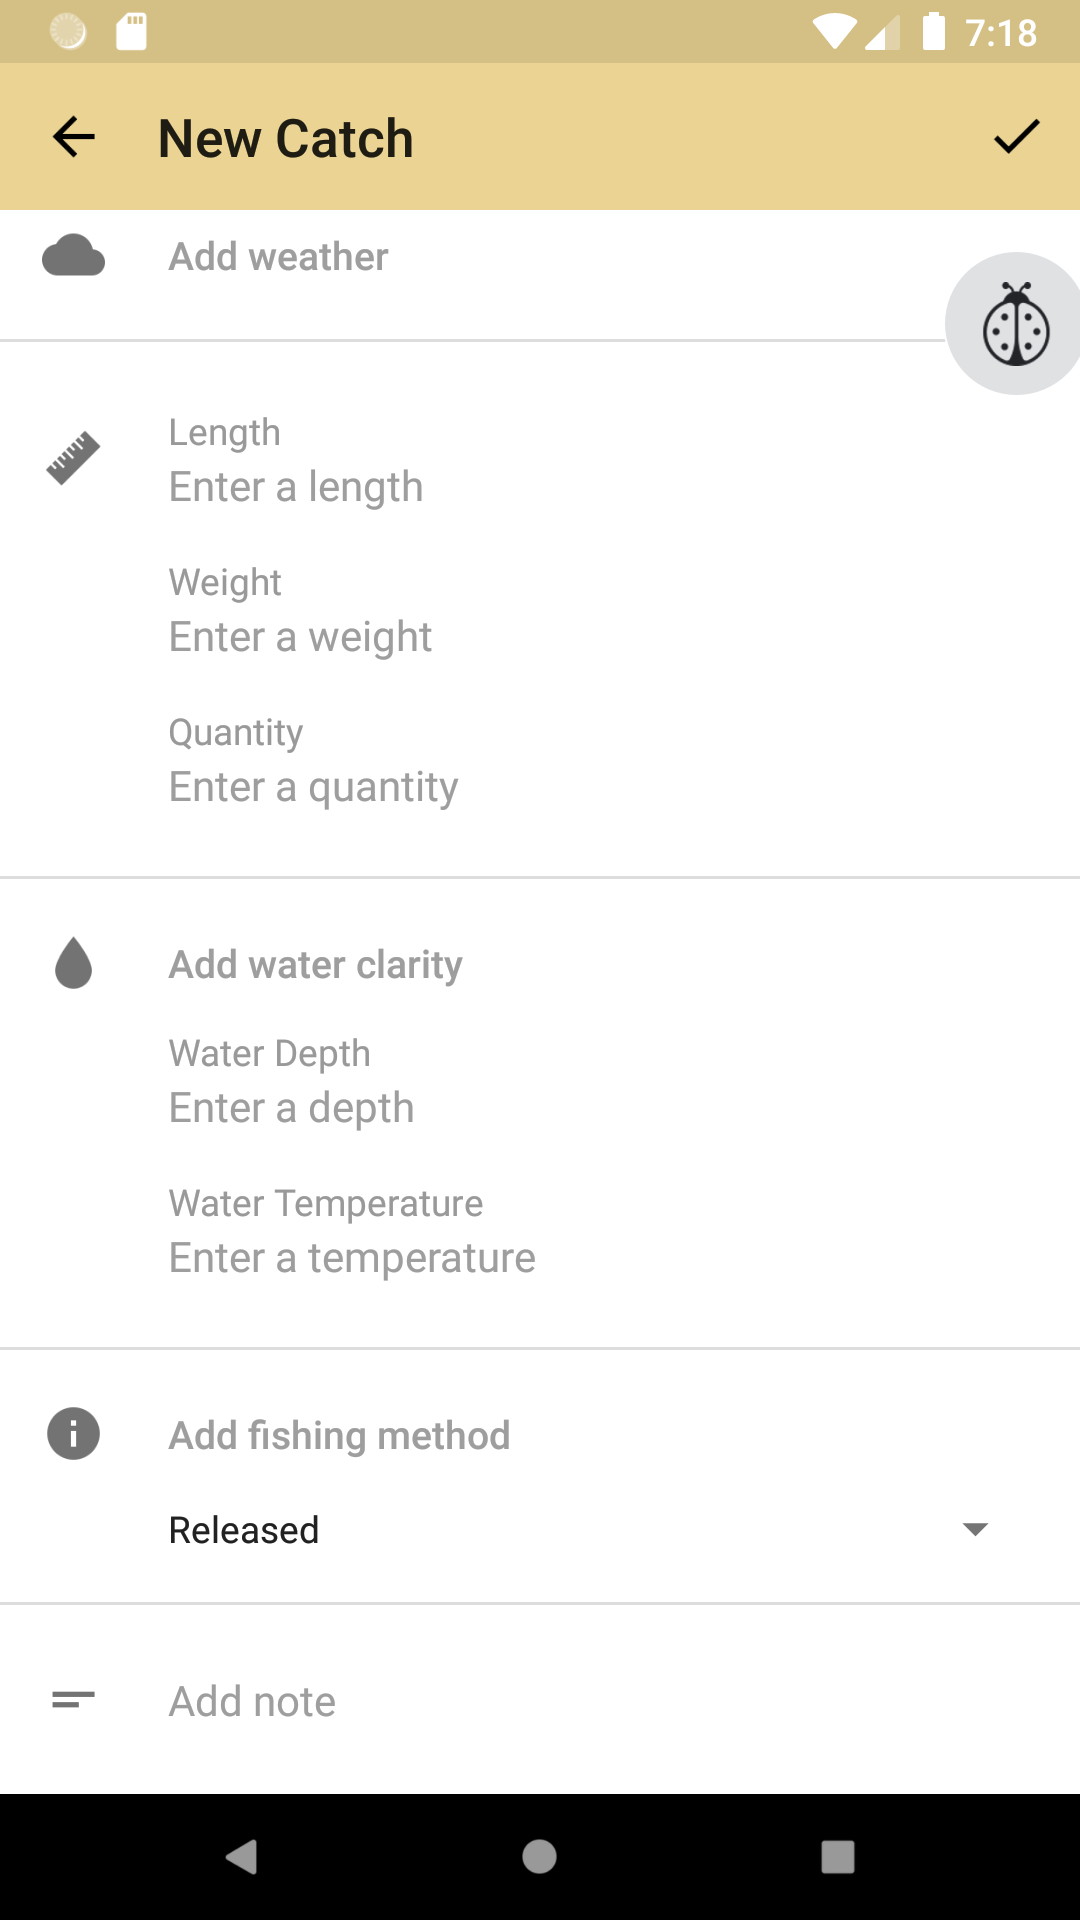 7:18
New Catch
Add weather
Length
Enter a length
Weight
Enter a weight
Quantity
Enter a quantity
Add water clarity
Water Depth
Enter a depth
Water Temperature
Enter a temperature
Add fishing method
Released
Add note